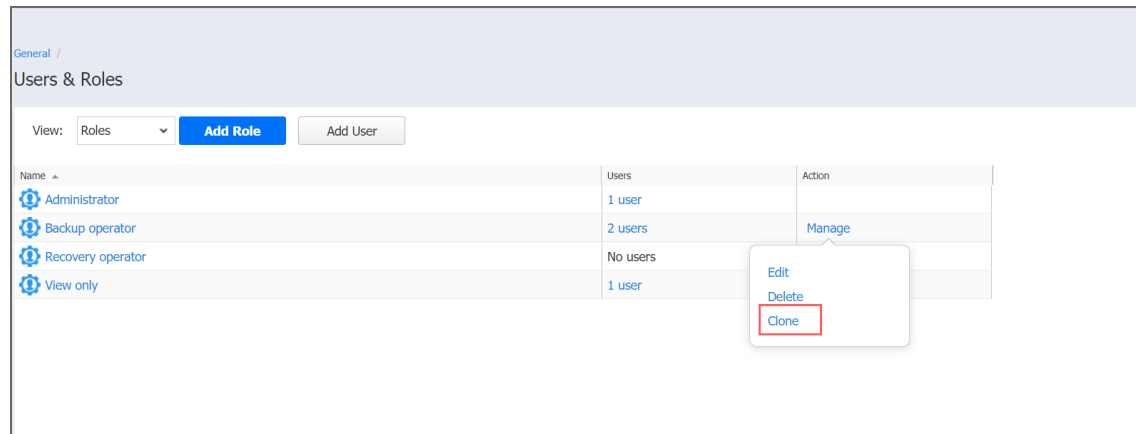 General /
Users & Roles
View: Roles Add Role Add User
Name Users Action
Administrator 1 user
Backup operator 2 users Manage
Recovery operator No users
View only 1 user
Edit
Delete
Clone